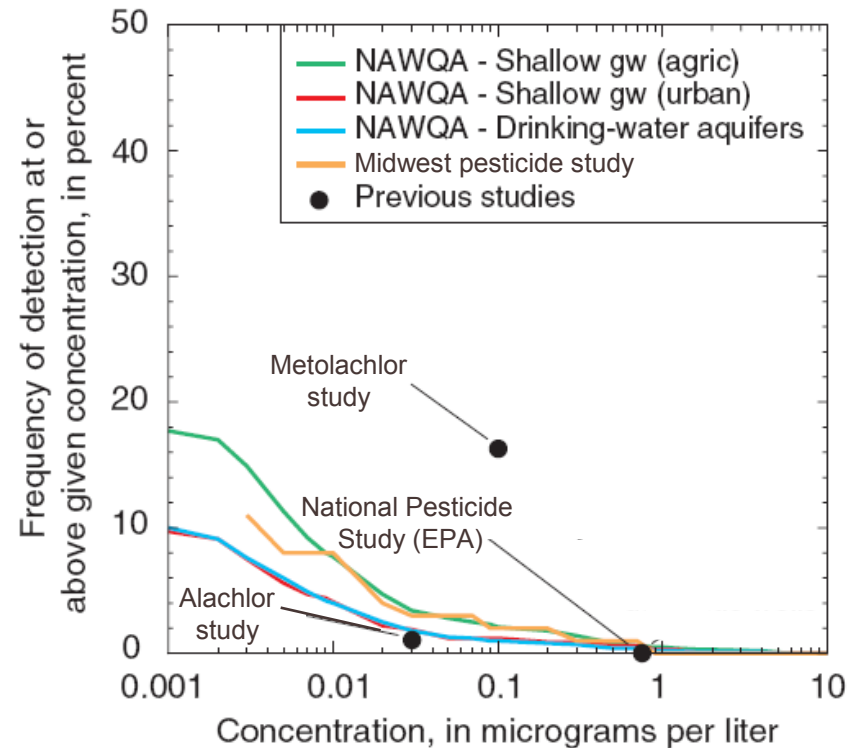 Frequency of detection at or
above given concentration, in percent
50
40
30
20
10
0
NAWQA - Shallow gw (agric)
NAWQA - Shallow gw (urban)
NAWQA - Drinking-water aquifers
Midwest pesticide study
Previous studies
Metolachlor
study
National Pesticide
Study (EPA)
Alachlor
study
0.001
0.01
0.1
1
10
Concentration, in micrograms per liter